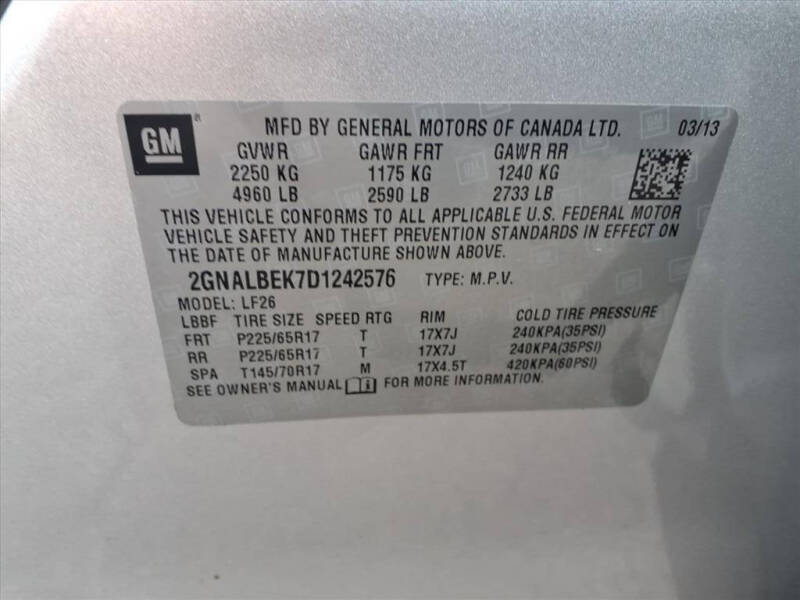 GM ® MFD BY GENERAL MOTORS OF CANADA LTD. 03/13
GVWR GAWR FRT GAWR RR
2250 KG 1175 KG 1240 KG
4960 LB 2590 LB 2733 LB
THIS VEHICLE CONFORMS TO ALL APPLICABLE U.S. FEDERAL MOTOR
VEHICLE SAFETY AND THEFT PREVENTION STANDARDS IN EFFECT ON
THE DATE OF MANUFACTURE SHOWN ABOVE.
2GNALBEK7D1242576 TYPE: M.P.V.
MODEL: LF26
LBBF TIRE SIZE SPEED RTG RIM COLD TIRE PRESSURE
FRT P225/65R17 T 17X7J 240KPA(35PSI)
RR P225/65R17 T 17X7J 240KPA(35PSI)
SPA T145/70R17 M 17X4.5T 420KPA(60PSI)
SEE OWNER'S MANUAL i FOR MORE INFORMATION.